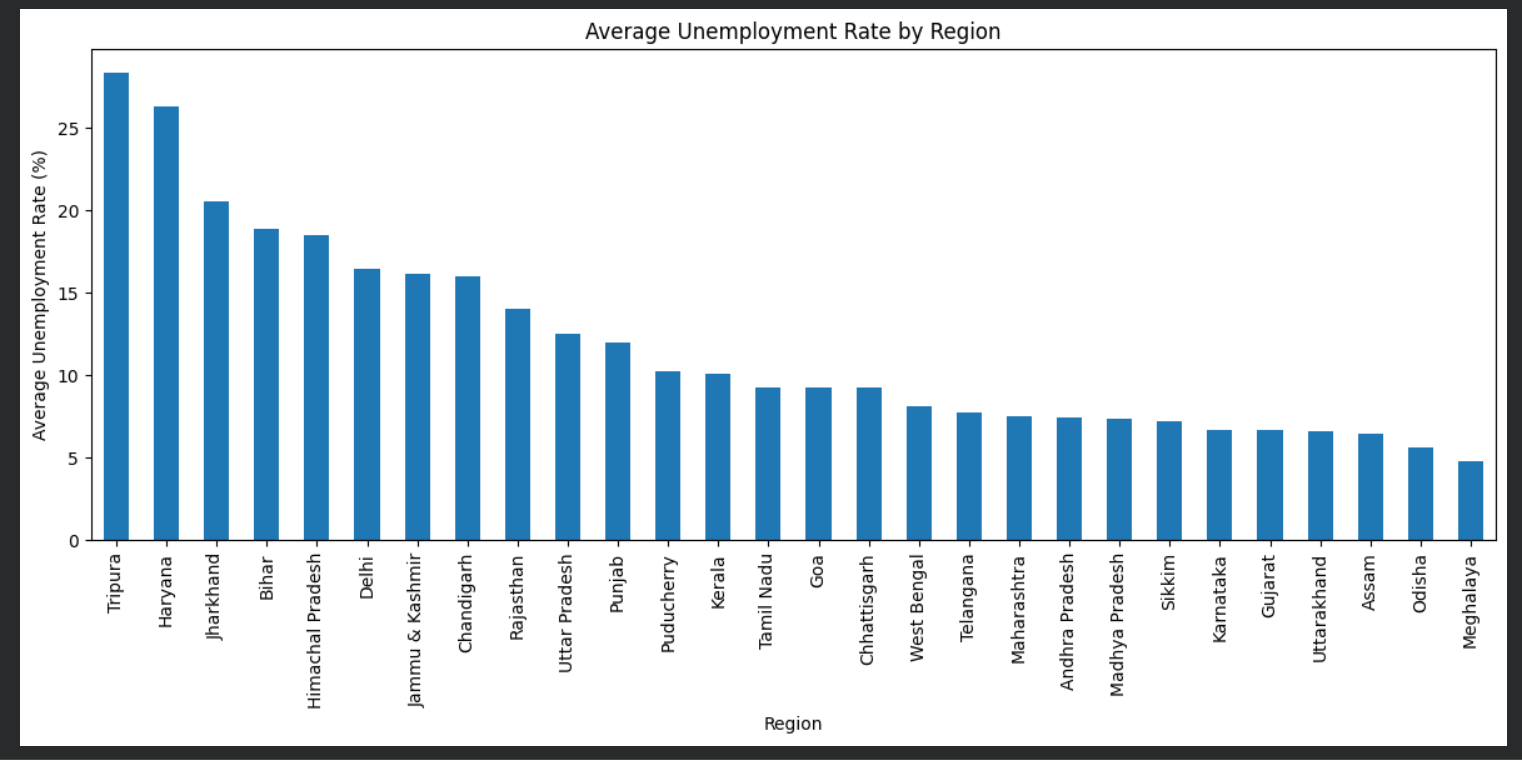 Average Unemployment Rate by Region
Average Unemployment Rate (%)
25
20
15
10
5
0
Tripura
Haryana
Jharkhand
Bihar
Himachal Pradesh
Delhi
Jammu & Kashmir
Chandigarh
Rajasthan
Uttar Pradesh
Punjab
Puducherry
Kerala
Tamil Nadu
Goa
Chhattisgarh
West Bengal
Telangana
Maharashtra
Andhra Pradesh
Madhya Pradesh
Sikkim
Karnataka
Gujarat
Uttarakhand
Assam
Odisha
Meghalaya
Region